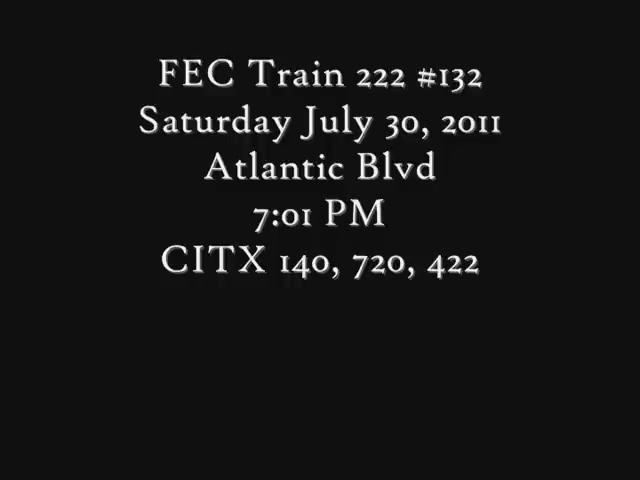 FEC Train 222 #132
Saturday July 30, 2011
Atlantic Blvd
7:01 PM
CITX 140, 720, 422